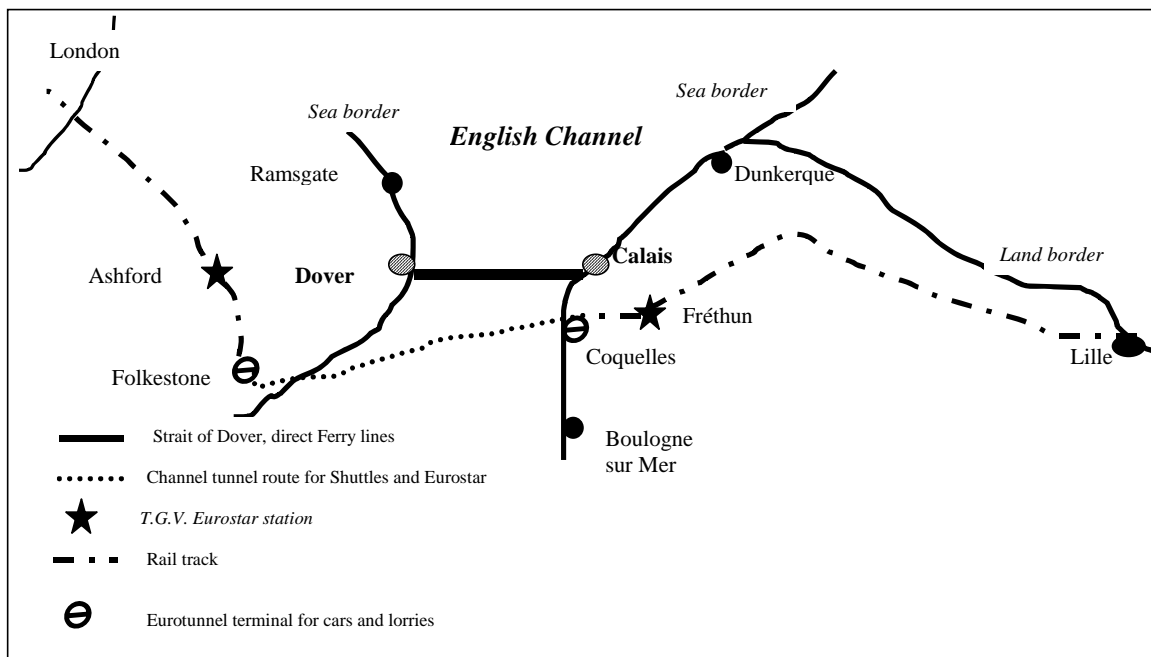 London
Sea border
Sea border
English Channel
Ramsgate
Dunkerque
Ashford
Dover
Calais
Land border
Fréthun
Folkestone
Coquelles
Lille
Boulogne
sur Mer
Strait of Dover, direct Ferry lines
Channel tunnel route for Shuttles and Eurostar
T.G.V. Eurostar station
Rail track
Eurotunnel terminal for cars and lorries